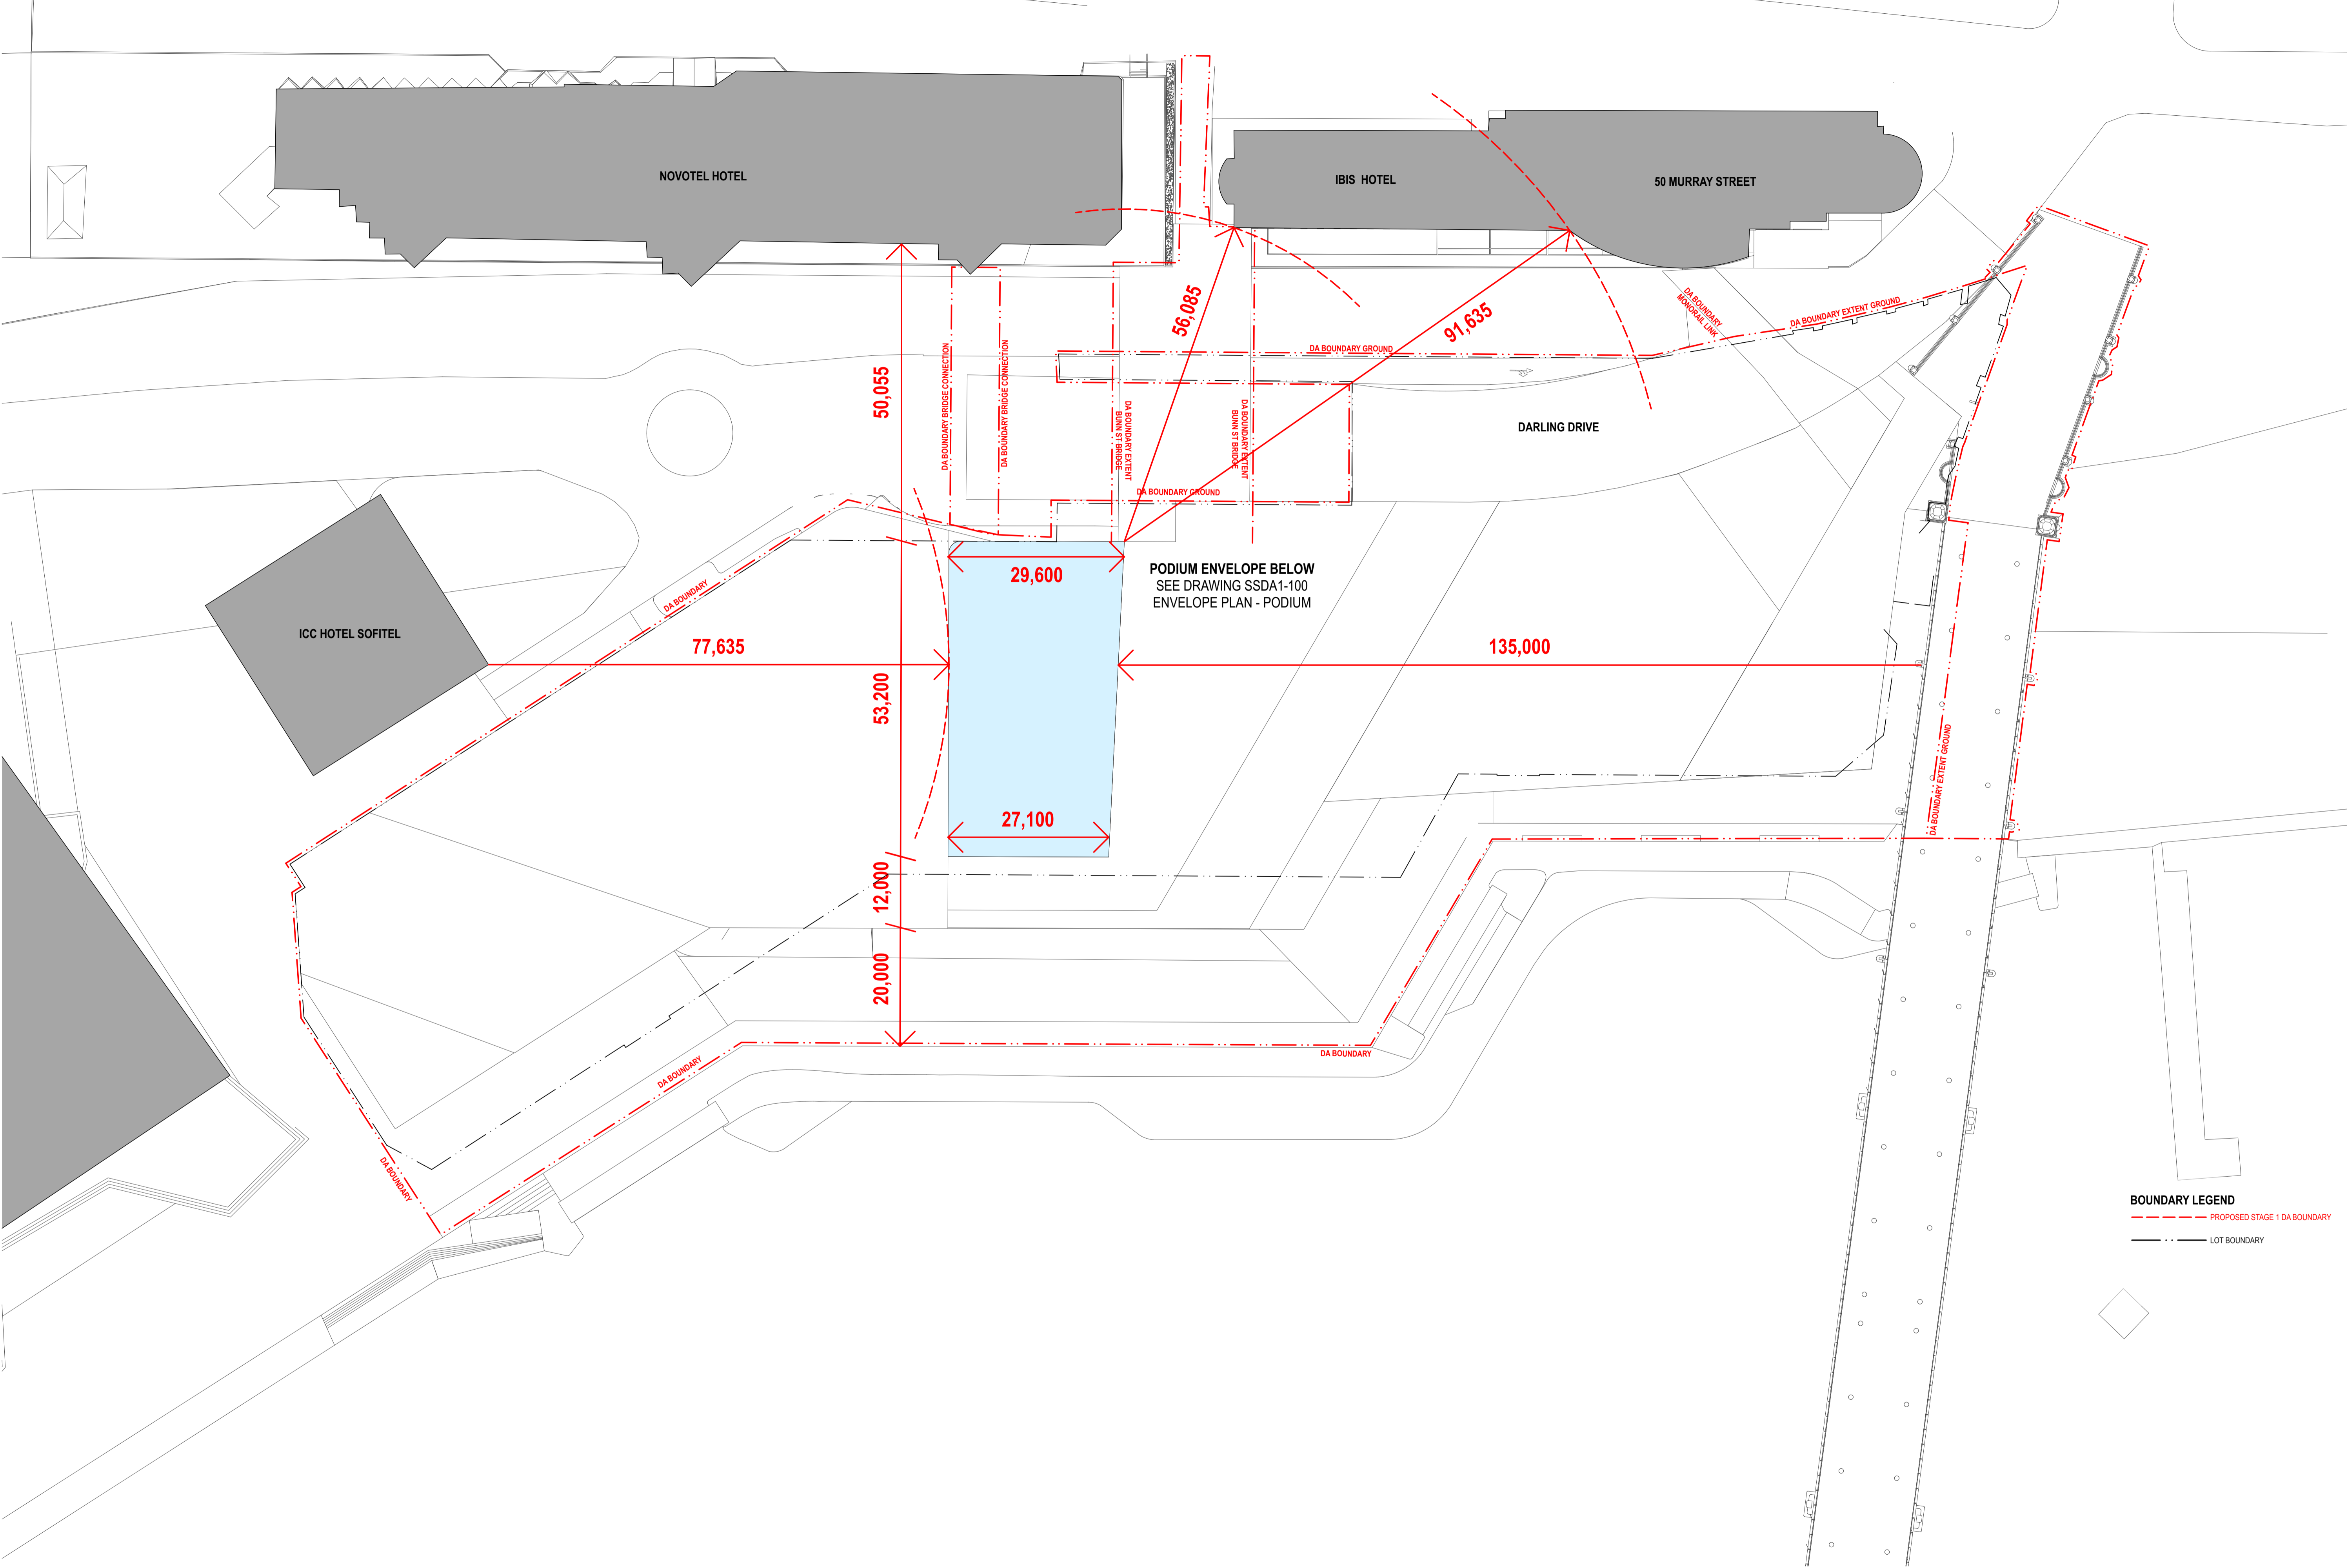 NOVOTEL HOTEL
IBIS HOTEL
50 MURRAY STREET
DA BOUNDARY
MONORAIL LINK
DA BOUNDARY EXTENT GROUND
56,085
91,635
DA BOUNDARY GROUND
50,055
DA BOUNDARY BRIDGE CONNECTION
DA BOUNDARY BRIDGE CONNECTION
DA BOUNDARY EXTENT
BUNN ST BRIDGE
DA BOUNDARY EXTENT
BUNN ST BRIDGE
DARLING DRIVE
DA BOUNDARY GROUND
29,600
PODIUM ENVELOPE BELOW
SEE DRAWING SSDA1-100
ENVELOPE PLAN - PODIUM
DA BOUNDARY
ICC HOTEL SOFITEL
77,635
135,000
53,200
DA BOUNDARY EXTENT GROUND
27,100
12,000
20,000
DA BOUNDARY
DA BOUNDARY
DA BOUNDARY
BOUNDARY LEGEND
PROPOSED STAGE 1 DA BOUNDARY
LOT BOUNDARY